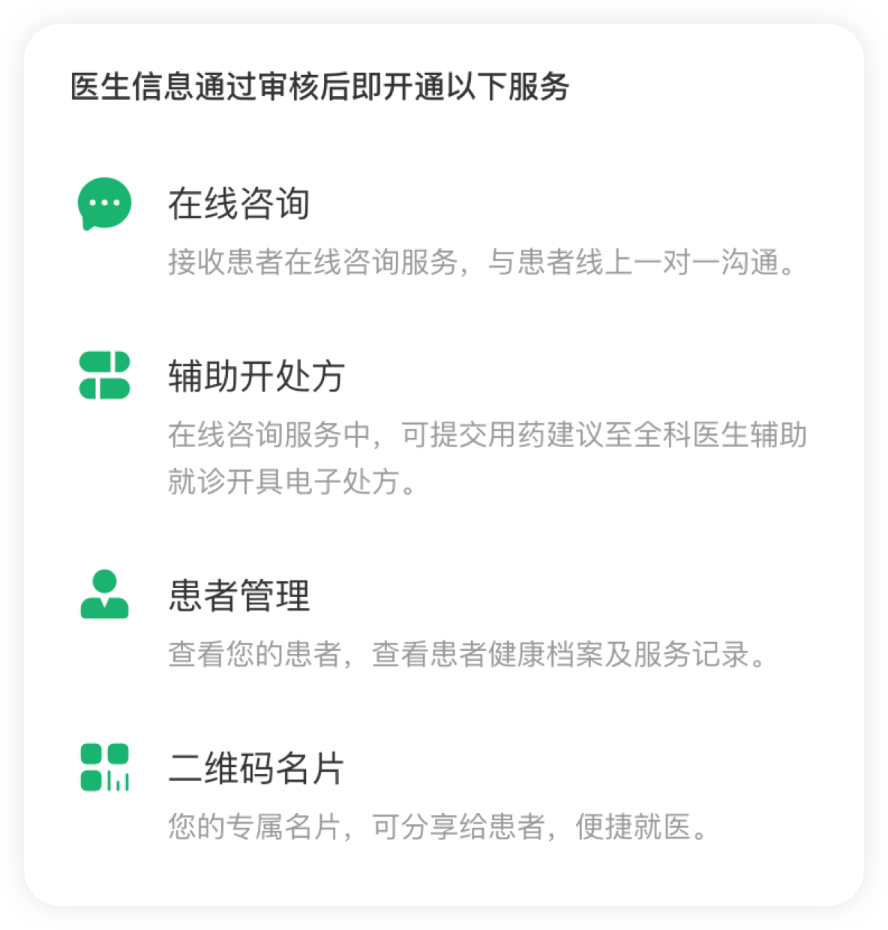 医生信息通过审核后即开通以下服务
在线咨询
接收患者在线咨询服务，与患者线上一对一沟通。
辅助开处方
在线咨询服务中，可提交用药建议至全科医生辅助
就诊开具电子处方。
患者管理
查看您的患者，查看患者健康档案及服务记录。
二维码名片
您的专属名片，可分享给患者，便捷就医。